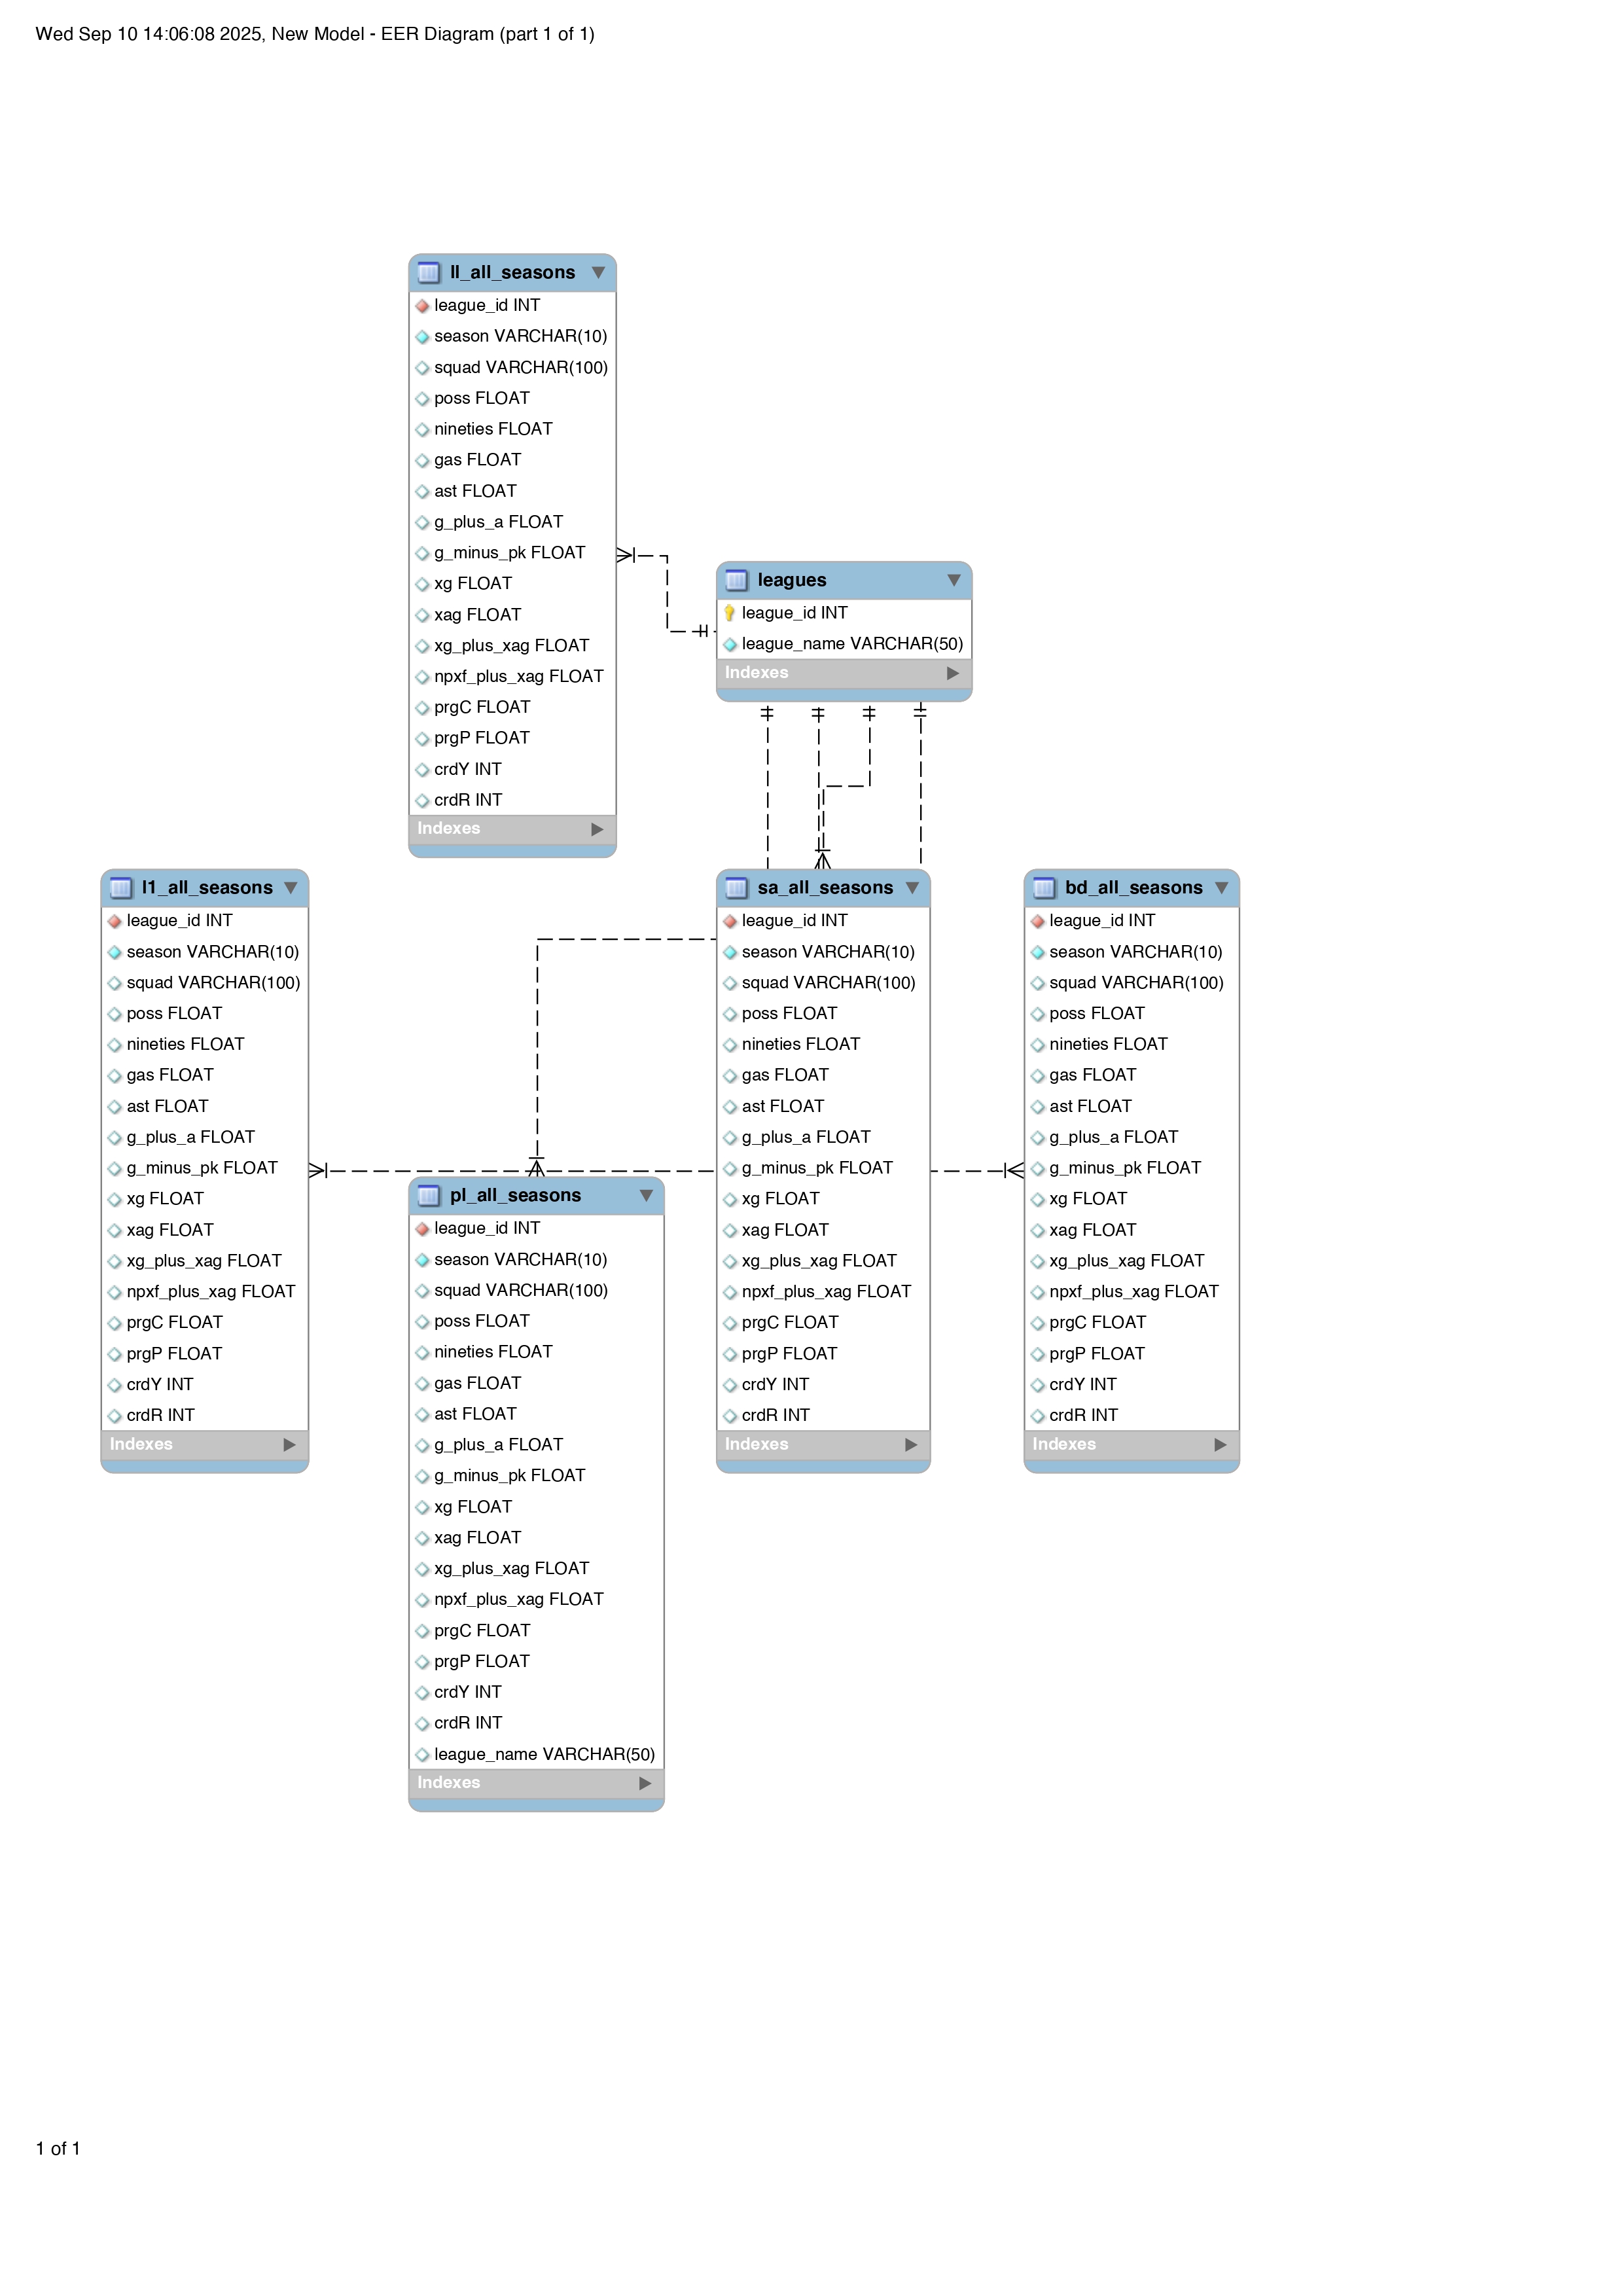 Wed Sep 10 14:06:08 2025, New Model - EER Diagram (part 1 of 1)
ll_all_seasons
league_id INT
season VARCHAR(10)
squad VARCHAR(100)
poss FLOAT
nineties FLOAT
gas FLOAT
ast FLOAT
g_plus_a FLOAT
g_minus_pk FLOAT
xg FLOAT
xag FLOAT
xg_plus_xag FLOAT
npxf_plus_xag FLOAT
prgC FLOAT
prgP FLOAT
crdY INT
crdR INT
Indexes
leagues
league_id INT
league_name VARCHAR(50)
Indexes
l1_all_seasons
league_id INT
season VARCHAR(10)
squad VARCHAR(100)
poss FLOAT
nineties FLOAT
gas FLOAT
ast FLOAT
g_plus_a FLOAT
g_minus_pk FLOAT
xg FLOAT
xag FLOAT
xg_plus_xag FLOAT
npxf_plus_xag FLOAT
prgC FLOAT
prgP FLOAT
crdY INT
crdR INT
Indexes
sa_all_seasons
league_id INT
season VARCHAR(10)
squad VARCHAR(100)
poss FLOAT
nineties FLOAT
gas FLOAT
ast FLOAT
g_plus_a FLOAT
g_minus_pk FLOAT
xg FLOAT
xag FLOAT
xg_plus_xag FLOAT
npxf_plus_xag FLOAT
prgC FLOAT
prgP FLOAT
crdY INT
crdR INT
Indexes
bd_all_seasons
league_id INT
season VARCHAR(10)
squad VARCHAR(100)
poss FLOAT
nineties FLOAT
gas FLOAT
ast FLOAT
g_plus_a FLOAT
g_minus_pk FLOAT
xg FLOAT
xag FLOAT
xg_plus_xag FLOAT
npxf_plus_xag FLOAT
prgC FLOAT
prgP FLOAT
crdY INT
crdR INT
Indexes
pl_all_seasons
league_id INT
season VARCHAR(10)
squad VARCHAR(100)
poss FLOAT
nineties FLOAT
gas FLOAT
ast FLOAT
g_plus_a FLOAT
g_minus_pk FLOAT
xg FLOAT
xag FLOAT
xg_plus_xag FLOAT
npxf_plus_xag FLOAT
prgC FLOAT
prgP FLOAT
crdY INT
crdR INT
league_name VARCHAR(50)
Indexes
1 of 1